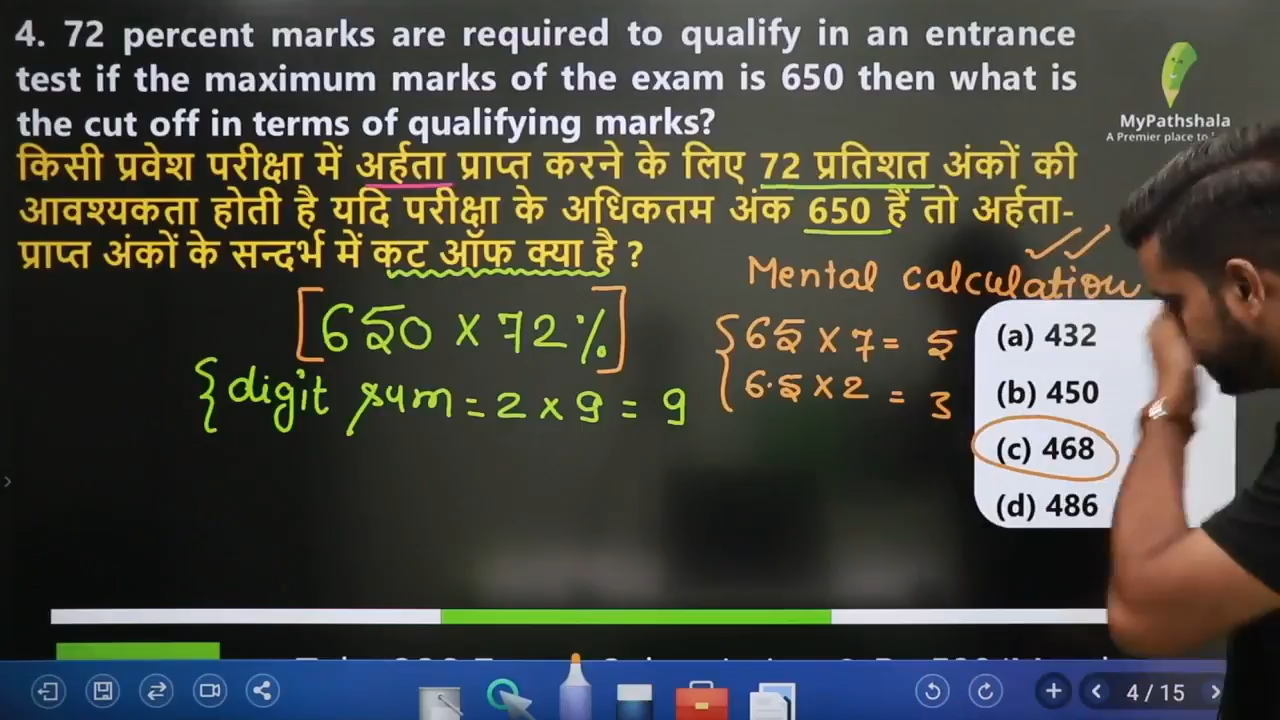 4. 72 percent marks are required to qualify in an entrance
test if the maximum marks of the exam is 650 then what is
the cut off in terms of qualifying marks?
MyPathshala
A Premier place to
किसी प्रवेश परीक्षा में अर्हता प्राप्त करने के लिए 72 प्रतिशत अंकों की
आवश्यकता होती है यदि परीक्षा के अधिकतम अंक 650 हैं तो अर्हता-
प्राप्त अंकों के सन्दर्भ में कट ऑफ क्या है ?
Mental calculation
[650 x 72%]
{digit sum = 2 x 9 = 9
{65 x 7 = 5
6.5 x 2 = 3
(a) 432
(b) 450
(c) 468
(d) 486
4 / 15